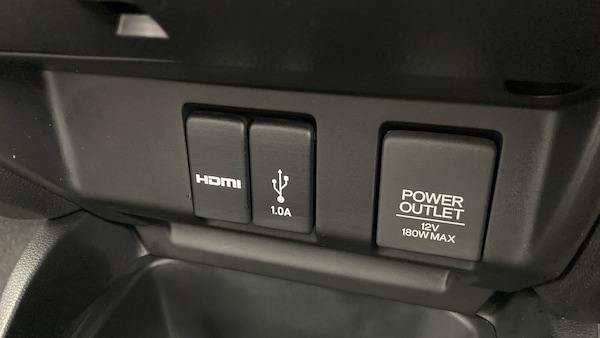 HDMI
1.0A
POWER
OUTLET
12V
180W MAX